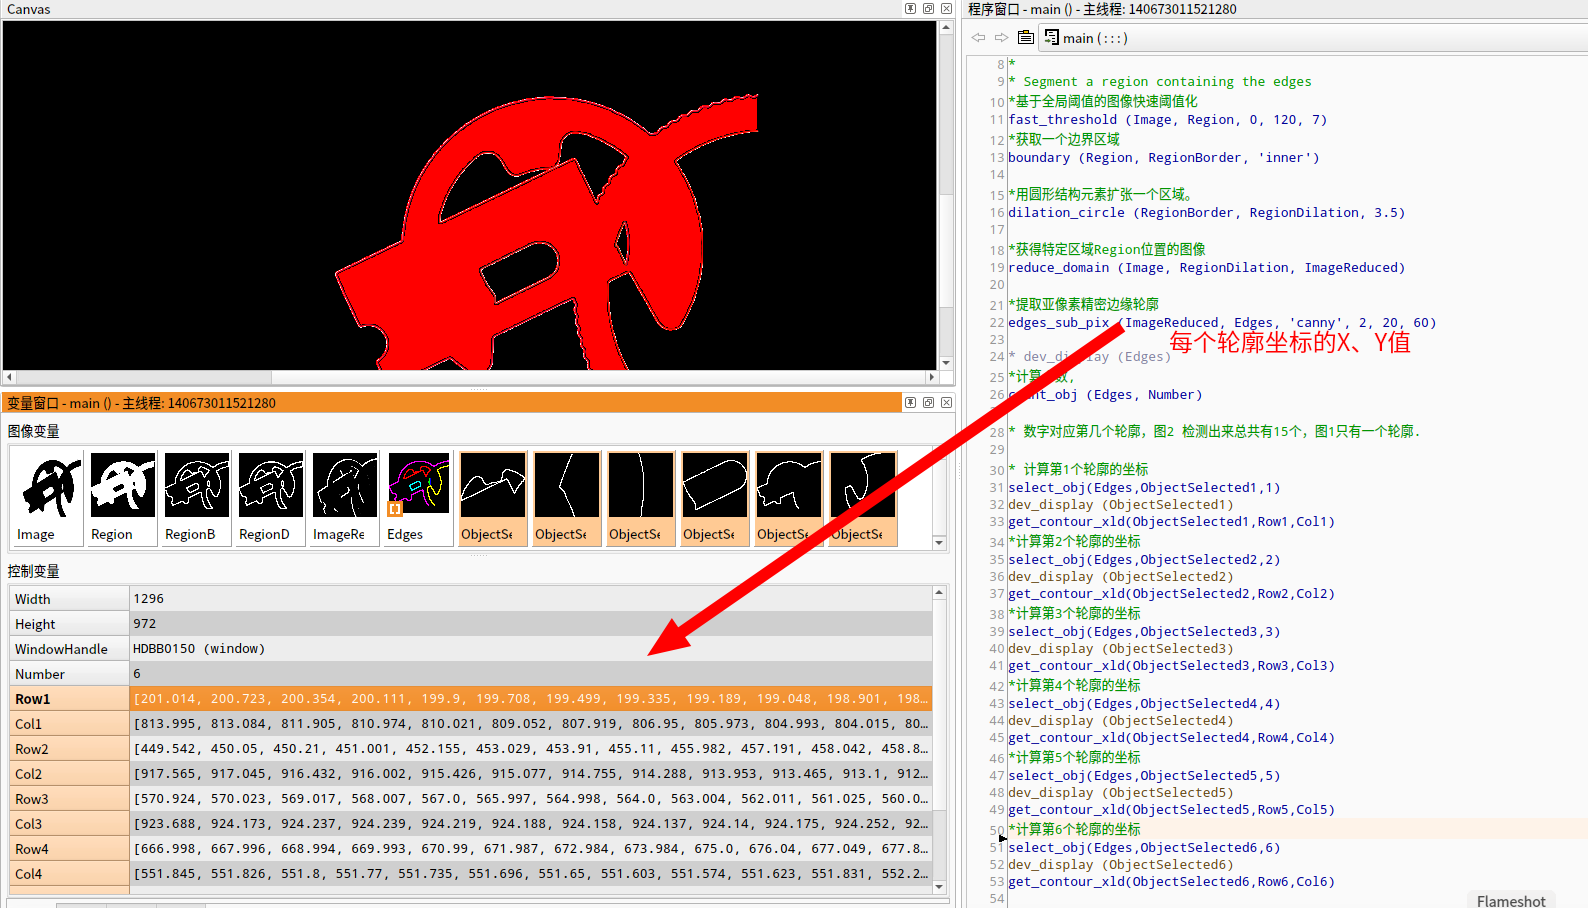 Canvas
程序窗口 - main () - 主线程: 140673011521280
main (:::)
8 *
9 * Segment a region containing the edges
10 *基于全局阈值的图像快速阈值化
11 fast_threshold (Image, Region, 0, 120, 7)
12 *获取一个边界区域
13 boundary (Region, RegionBorder, 'inner')
14
15 *用圆形结构元素扩张一个区域。
16 dilation_circle (RegionBorder, RegionDilation, 3.5)
17
18 *获得特定区域Region位置的图像
19 reduce_domain (Image, RegionDilation, ImageReduced)
20
21 *提取亚像素精密边缘轮廓
22 edges_sub_pix (ImageReduced, Edges, 'canny', 2, 20, 60)
每个轮廓坐标的X、Y值
23
24 * dev_display (Edges)
25 *计算 数,
26 count_obj (Edges, Number)
28 * 数字对应第几个轮廓，图2 检测出来总共有15个，图1只有一个轮廓.
29
30 * 计算第1个轮廓的坐标
31 select_obj(Edges,ObjectSelected1,1)
32 dev_display (ObjectSelected1)
33 get_contour_xld(ObjectSelected1,Row1,Col1)
34 *计算第2个轮廓的坐标
35 select_obj(Edges,ObjectSelected2,2)
36 dev_display (ObjectSelected2)
37 get_contour_xld(ObjectSelected2,Row2,Col2)
38 *计算第3个轮廓的坐标
39 select_obj(Edges,ObjectSelected3,3)
40 dev_display (ObjectSelected3)
41 get_contour_xld(ObjectSelected3,Row3,Col3)
42 *计算第4个轮廓的坐标
43 select_obj(Edges,ObjectSelected4,4)
44 dev_display (ObjectSelected4)
45 get_contour_xld(ObjectSelected4,Row4,Col4)
46 *计算第5个轮廓的坐标
47 select_obj(Edges,ObjectSelected5,5)
48 dev_display (ObjectSelected5)
49 get_contour_xld(ObjectSelected5,Row5,Col5)
50 *计算第6个轮廓的坐标
51 select_obj(Edges,ObjectSelected6,6)
52 dev_display (ObjectSelected6)
53 get_contour_xld(ObjectSelected6,Row6,Col6)
54
Flameshot
变量窗口 - main () - 主线程: 140673011521280
图像变量
Image Region RegionB RegionD ImageRe Edges ObjectSe ObjectSe ObjectSe ObjectSe ObjectSe ObjectSe
控制变量
Width 1296
Height 972
WindowHandle HDBB0150 (window)
Number 6
Row1 [201.014, 200.723, 200.354, 200.111, 199.9, 199.708, 199.499, 199.335, 199.189, 199.048, 198.901, 198…
Col1 [813.995, 813.084, 811.905, 810.974, 810.021, 809.052, 807.919, 806.95, 805.973, 804.993, 804.015, 80…
Row2 [449.542, 450.05, 450.21, 451.001, 452.155, 453.029, 453.91, 455.11, 455.982, 457.191, 458.042, 458.8…
Col2 [917.565, 917.045, 916.432, 916.002, 915.426, 915.077, 914.755, 914.288, 913.953, 913.465, 913.1, 912…
Row3 [570.924, 570.023, 569.017, 568.007, 567.0, 565.997, 564.998, 564.0, 563.004, 562.011, 561.025, 560.0…
Col3 [923.688, 924.173, 924.237, 924.239, 924.219, 924.188, 924.158, 924.137, 924.14, 924.175, 924.252, 92…
Row4 [666.998, 667.996, 668.994, 669.993, 670.99, 671.987, 672.984, 673.984, 675.0, 676.04, 677.049, 677.8…
Col4 [551.845, 551.826, 551.8, 551.77, 551.735, 551.696, 551.65, 551.603, 551.574, 551.623, 551.831, 552.2…